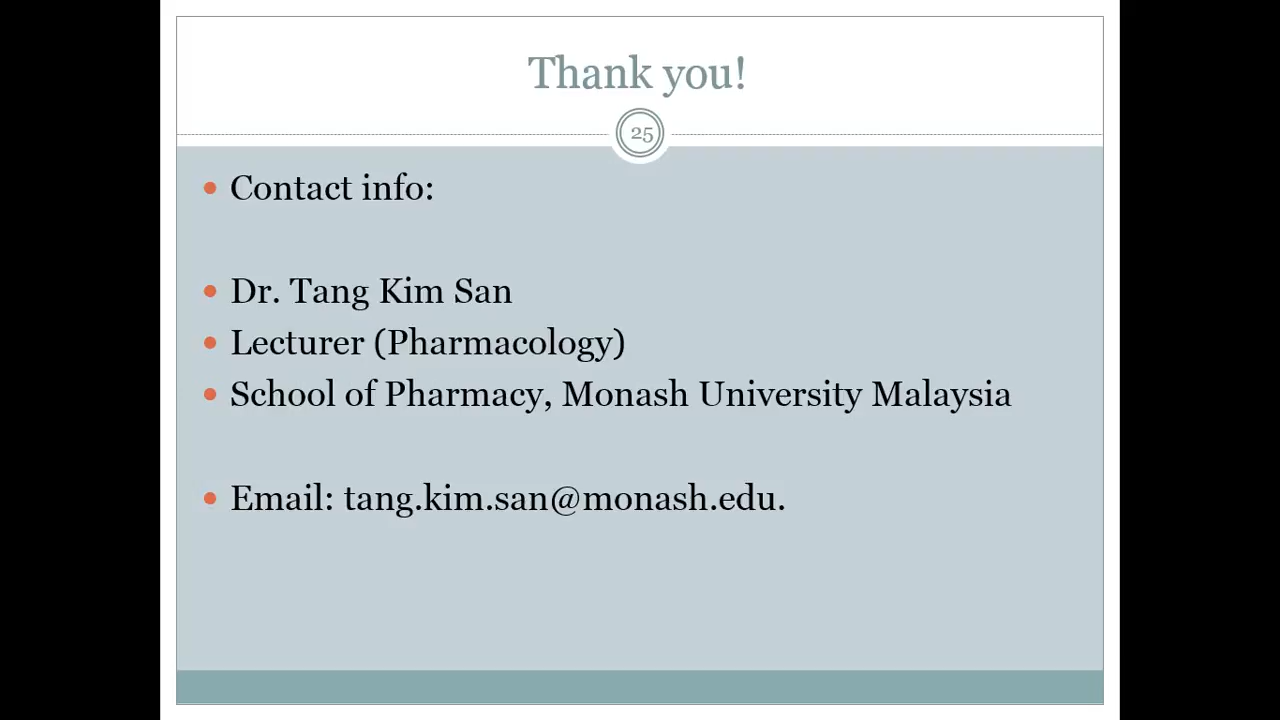 Thank you!
25
Contact info:
Dr. Tang Kim San
Lecturer (Pharmacology)
School of Pharmacy, Monash University Malaysia
Email: tang.kim.san@monash.edu.